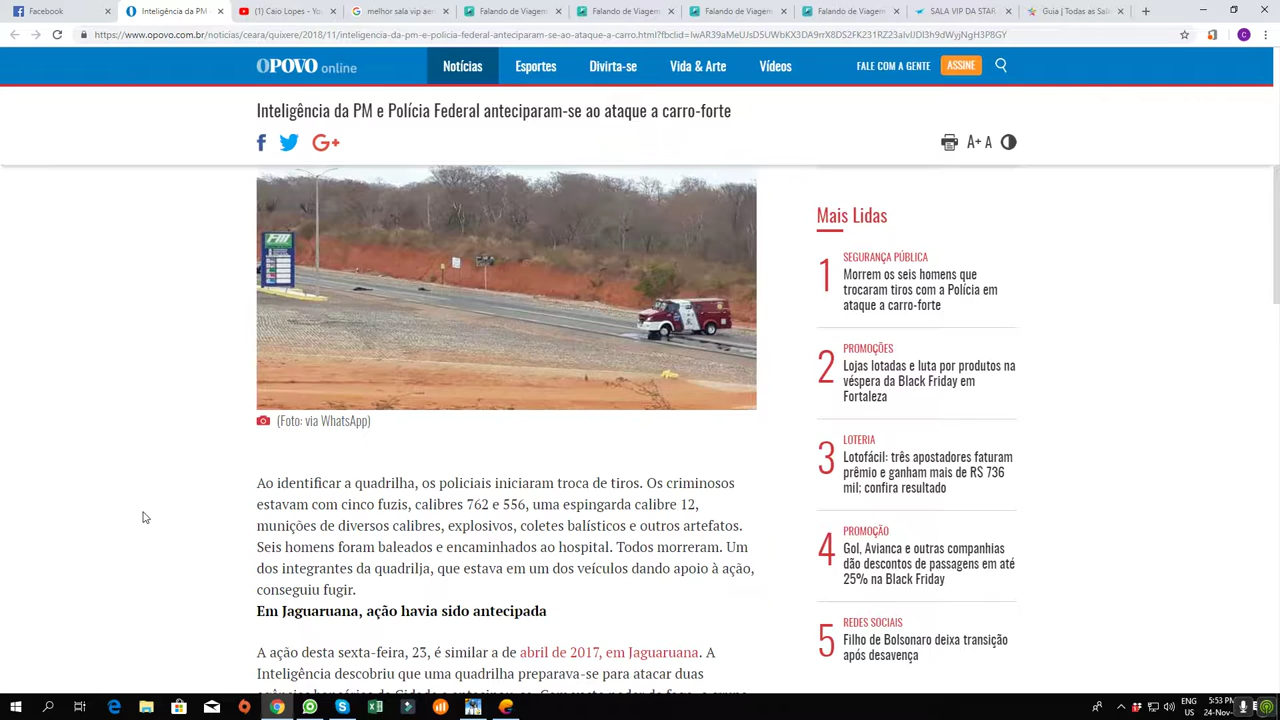 Facebook
Inteligência da PM
(1) Caio Lopes - Yo
melhor sala vip aer
Falando de Viagem
Falando de Viagem
Falando de Viagem
Falando de Viagem
SALA VIP DA STAR
Guia | Todas as Sala
https://www.opovo.com.br/noticias/ceara/quixere/2018/11/inteligencia-da-pm-e-policia-federal-anteciparam-se-ao-ataque-a-carro.html?fbclid=
OPOVO online
Notícias
Esportes
Divirta-se
Vida & Arte
Vídeos
FALE COM A GENTE
ASSINE
Inteligência da PM e Polícia Federal anteciparam-se ao ataque a carro-forte
f
G+
A+ A
Mais Lidas
1
SEGURANÇA PÚBLICA
Morrem os seis homens que
trocaram tiros com a Polícia em
ataque a carro-forte
2
PROMOÇÕES
Lojas lotadas e luta por produtos na
véspera da Black Friday em
Fortaleza
3
LOTERIA
Lotofácil: três apostadores faturam
prêmio e ganham mais de R$ 736
mil; confira resultado
4
PROMOÇÃO
Gol, Avianca e outras companhias
dão descontos de passagens em até
25% na Black Friday
5
REDES SOCIAIS
Filho de Bolsonaro deixa transição
após desavença
(Foto: via WhatsApp)
Ao identificar a quadrilha, os policiais iniciaram troca de tiros. Os criminosos
estavam com cinco fuzis, calibres 762 e 556, uma espingarda calibre 12,
munições de diversos calibres, explosivos, coletes balísticos e outros artefatos.
Seis homens foram baleados e encaminhados ao hospital. Todos morreram. Um
dos integrantes da quadrilja, que estava em um dos veículos dando apoio à ação,
conseguiu fugir.
Em Jaguaruana, ação havia sido antecipada
A ação desta sexta-feira, 23, é similar a de abril de 2017, em Jaguaruana. A
Inteligência descobriu que uma quadrilha preparava-se para atacar duas
ENG
US
5:53 PM
24-Nov